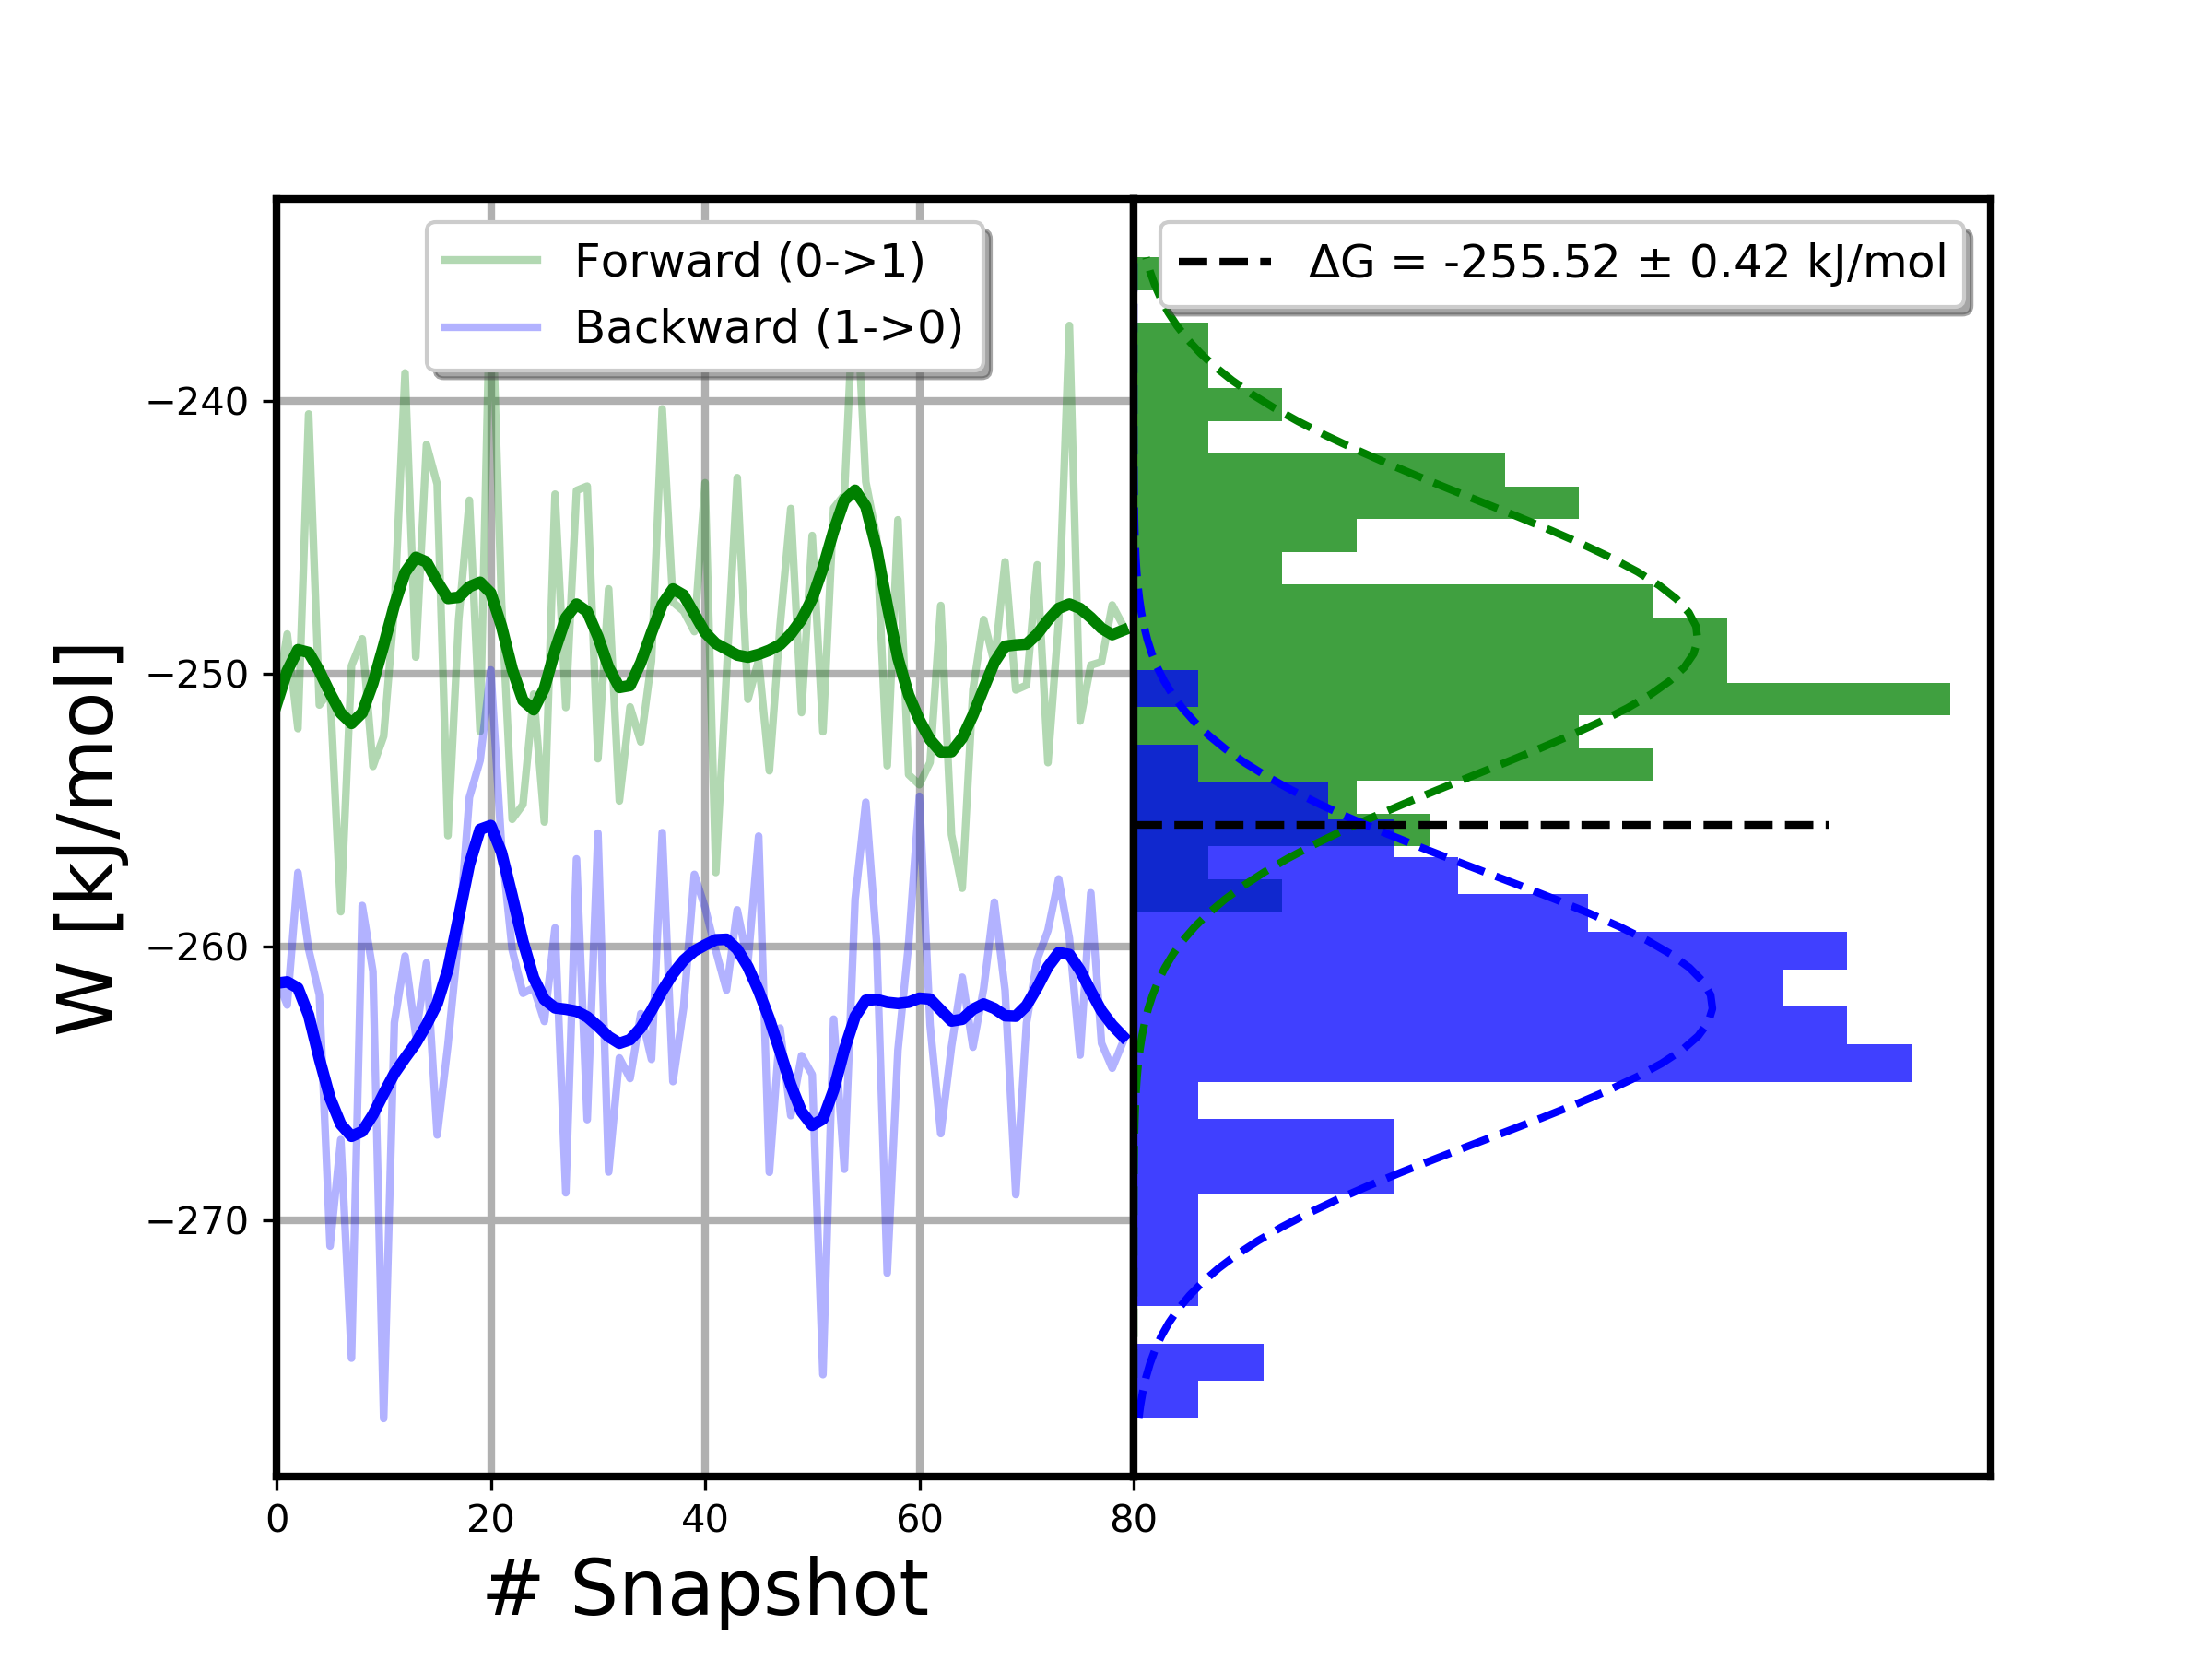 Forward (0->1)
Backward (1->0)
ΔG = -255.52 ± 0.42 kJ/mol
W [kJ/mol]
−240
−250
−260
−270
0 20 40 60 80
# Snapshot